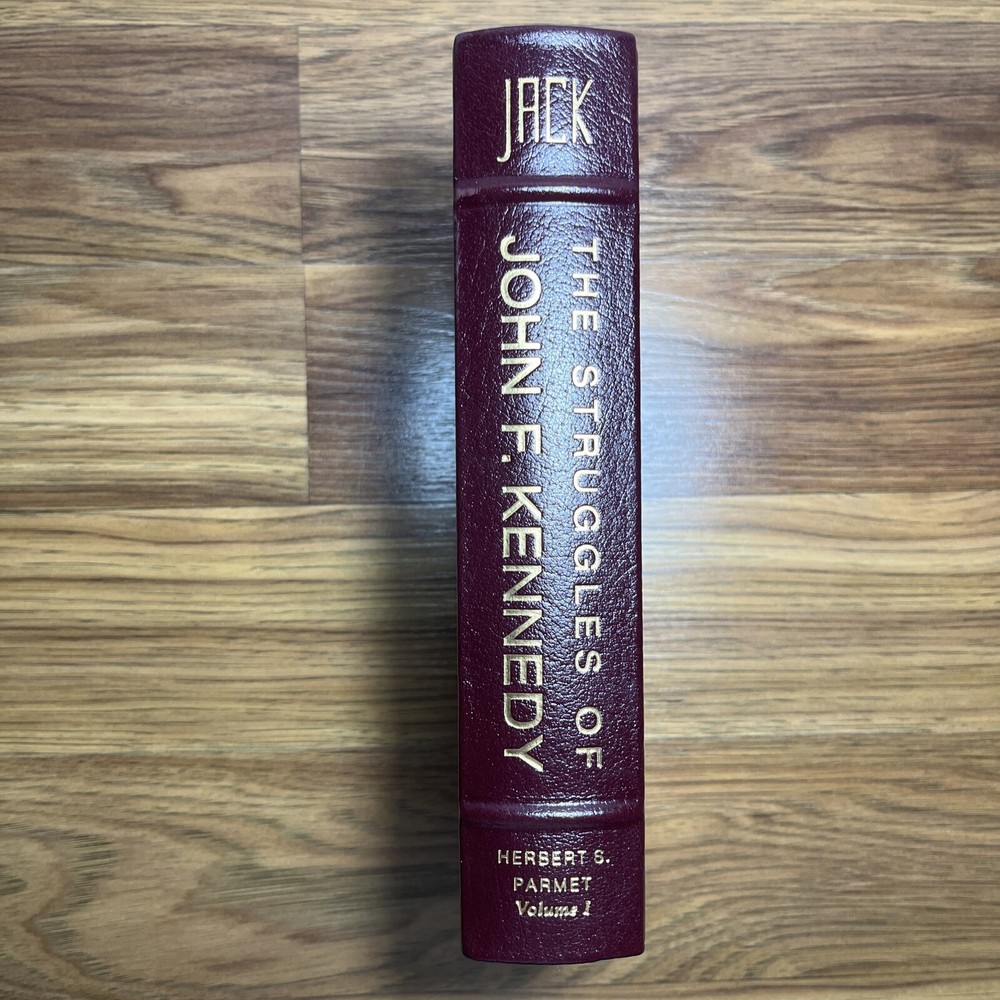 JACK
THE STRUGGLES OF
JOHN F. KENNEDY
HERBERT S.
PARMET
Volume I